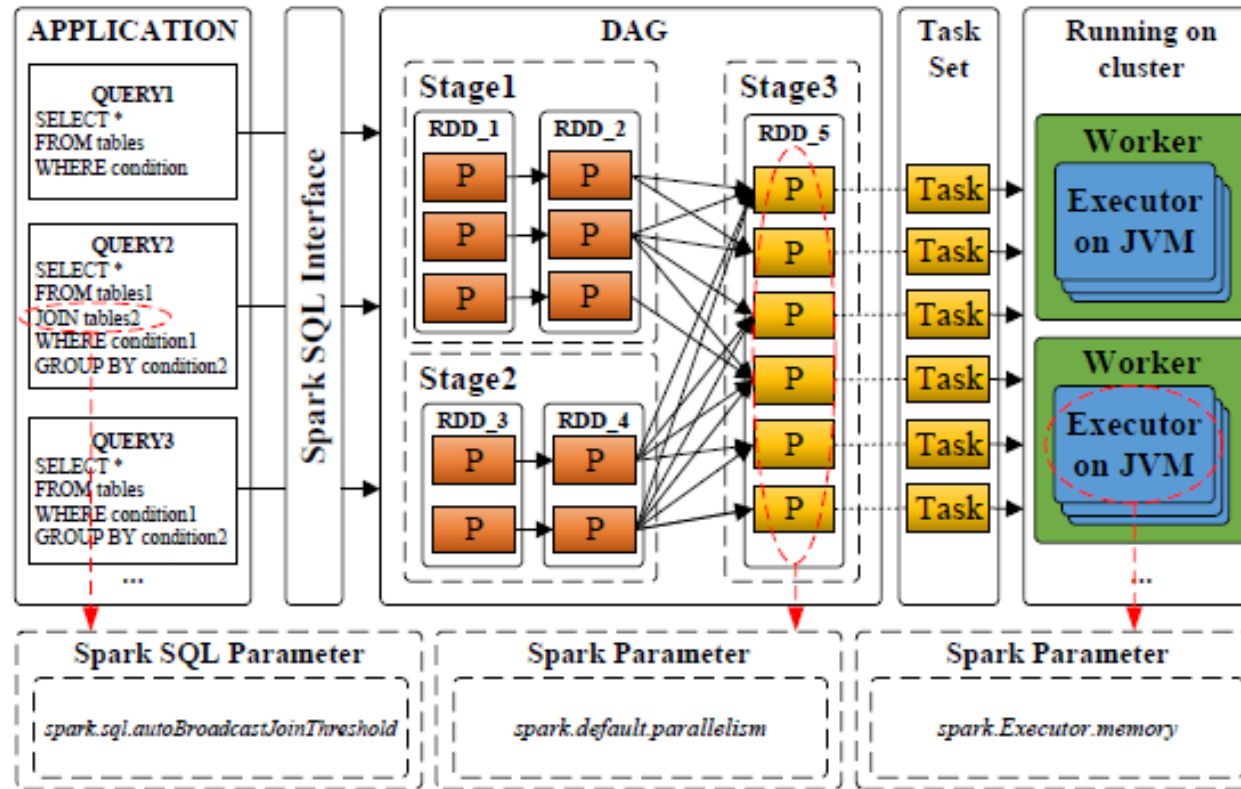 APPLICATION
QUERY1
SELECT *
FROM tables
WHERE condition
QUERY2
SELECT *
FROM tables1
JOIN tables2
WHERE condition1
GROUP BY condition2
QUERY3
SELECT *
FROM tables
WHERE condition1
GROUP BY condition2
...
Spark SQL Interface
DAG
Stage1
RDD_1
P
P
P
RDD_2
P
P
P
Stage2
RDD_3
P
P
RDD_4
P
P
Stage3
RDD_5
P
P
P
P
P
P
Task
Set
Task
Task
Task
Task
Task
Task
Running on
cluster
Worker
Executor
on JVM
Worker
Executor
on JVM
...
Spark SQL Parameter
spark.sql.autoBroadcastJoinThreshold
Spark Parameter
spark.default.parallelism
Spark Parameter
spark.Executor.memory